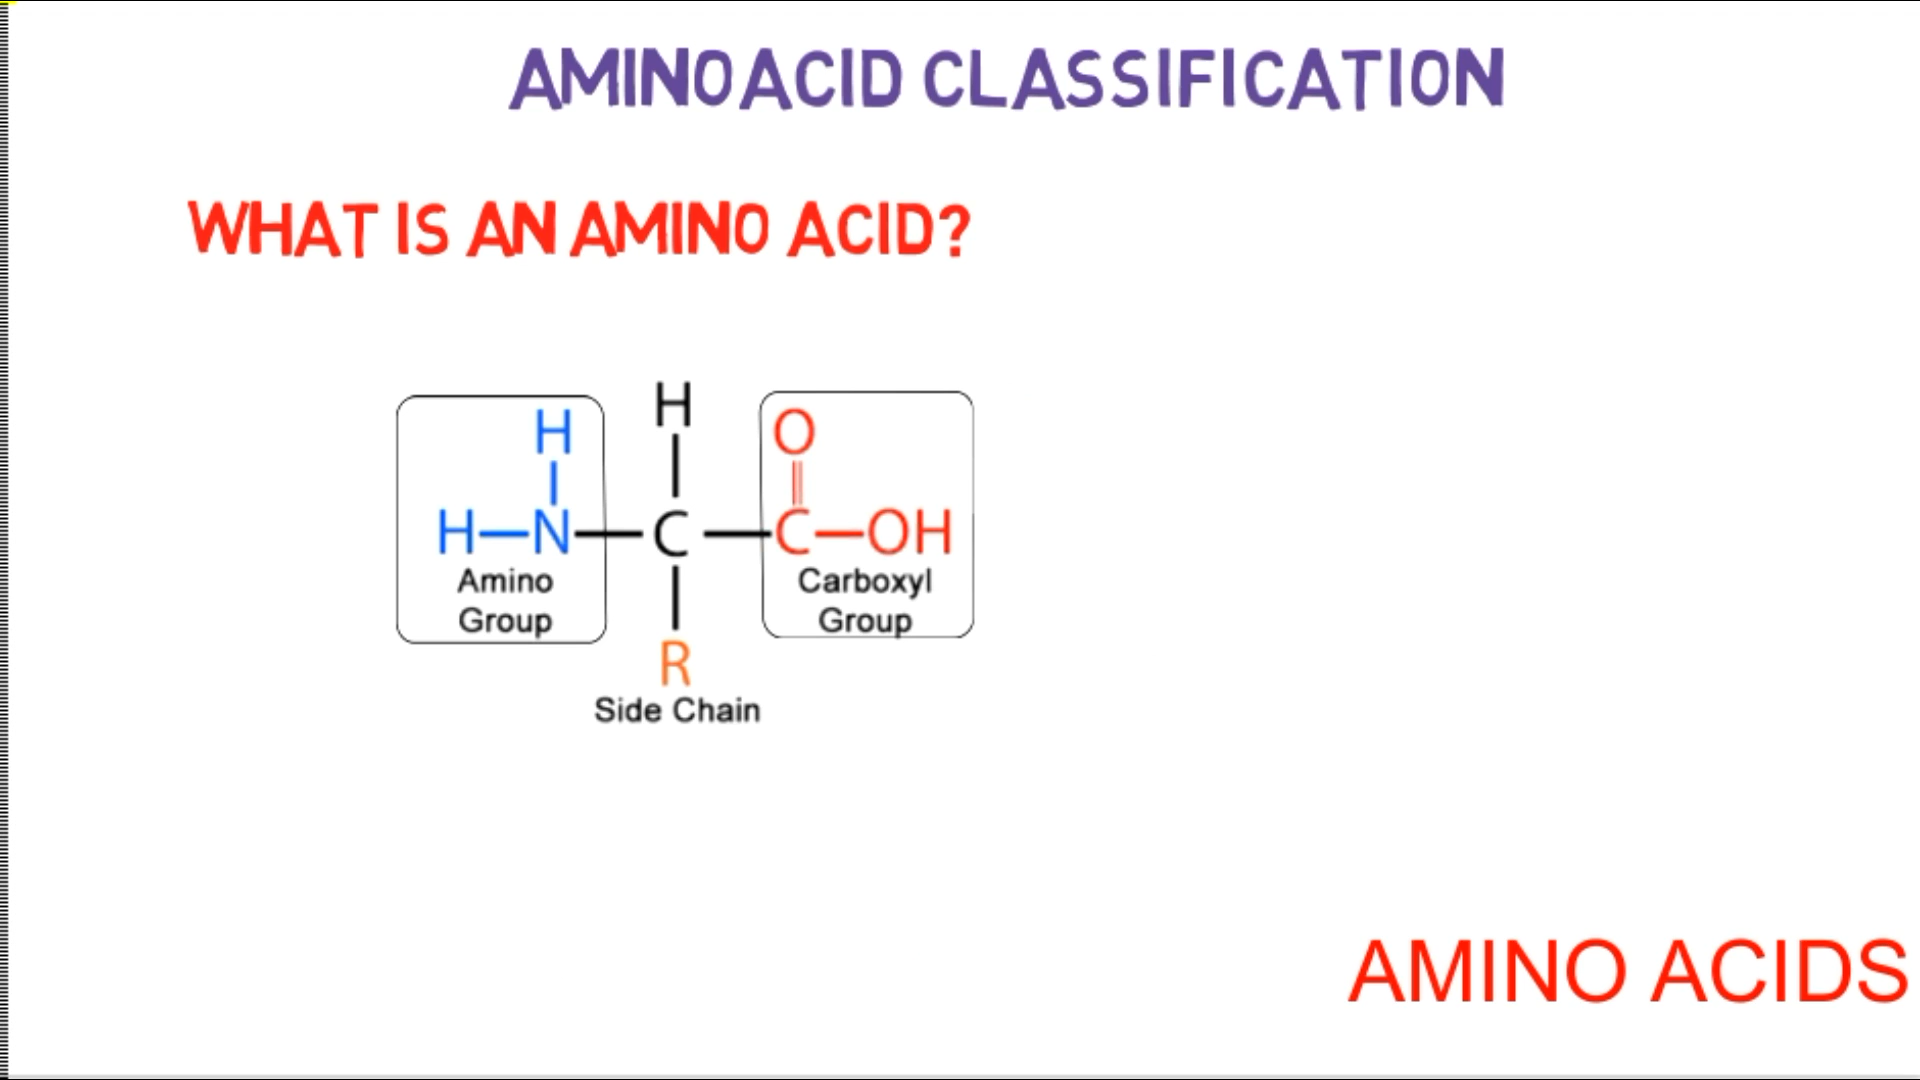 AMINOACID CLASSIFICATION
WHAT IS AN AMINO ACID?
H
H O
H—N—C—C—OH
Amino Carboxyl
Group Group
R
Side Chain
AMINO ACIDS